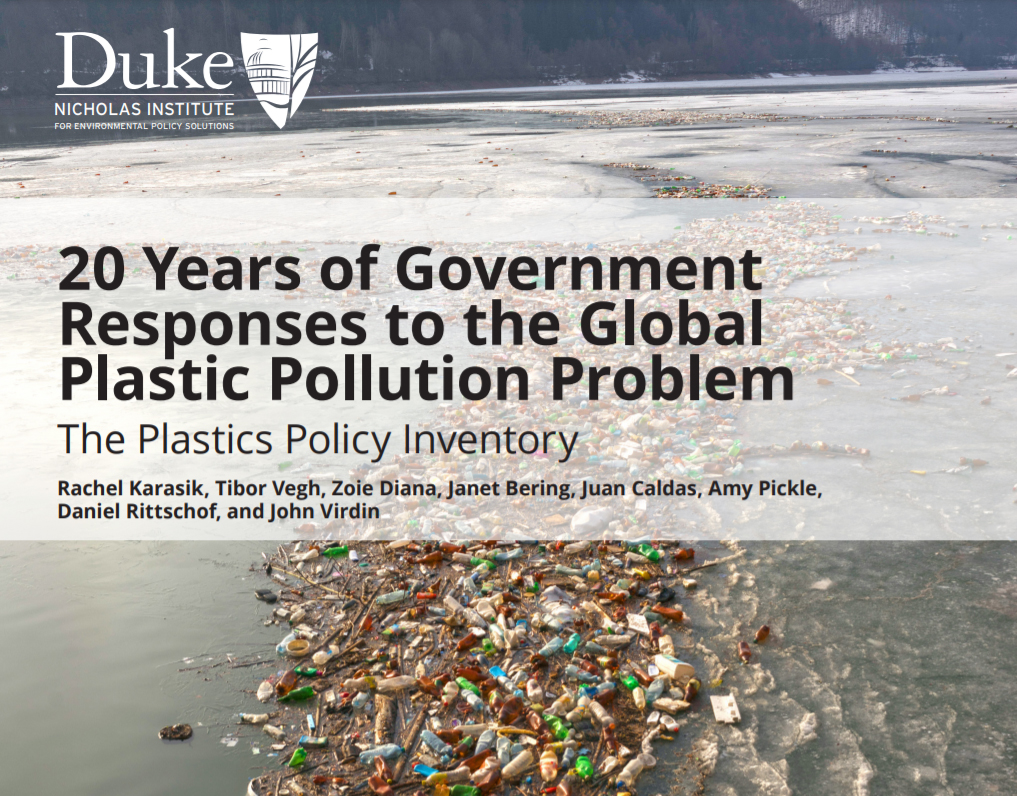 Duke
NICHOLAS INSTITUTE
FOR ENVIRONMENTAL POLICY SOLUTIONS
20 Years of Government
Responses to the Global
Plastic Pollution Problem
The Plastics Policy Inventory
Rachel Karasik, Tibor Vegh, Zoie Diana, Janet Bering, Juan Caldas, Amy Pickle,
Daniel Rittschof, and John Virdin